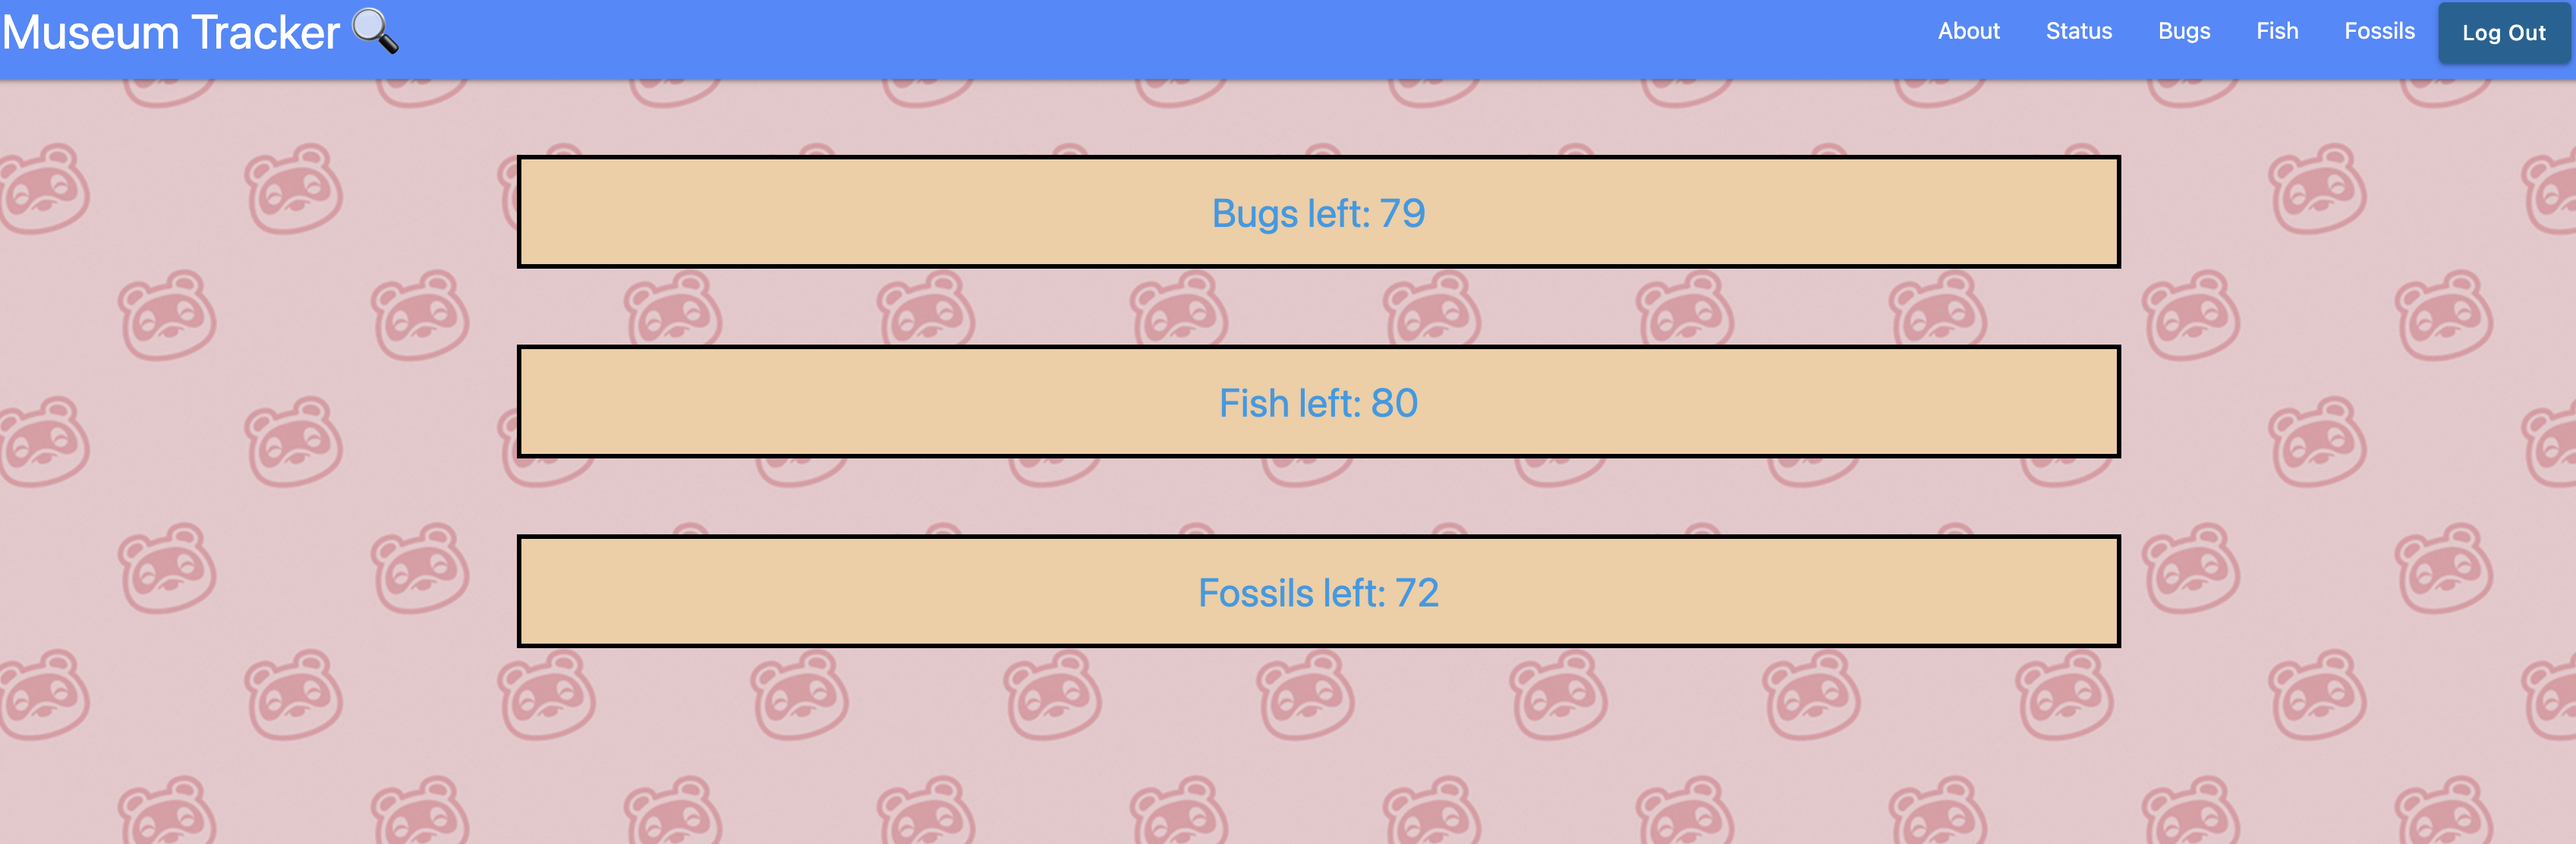 Museum Tracker 🔍
About Status Bugs Fish Fossils Log Out
Bugs left: 79
Fish left: 80
Fossils left: 72